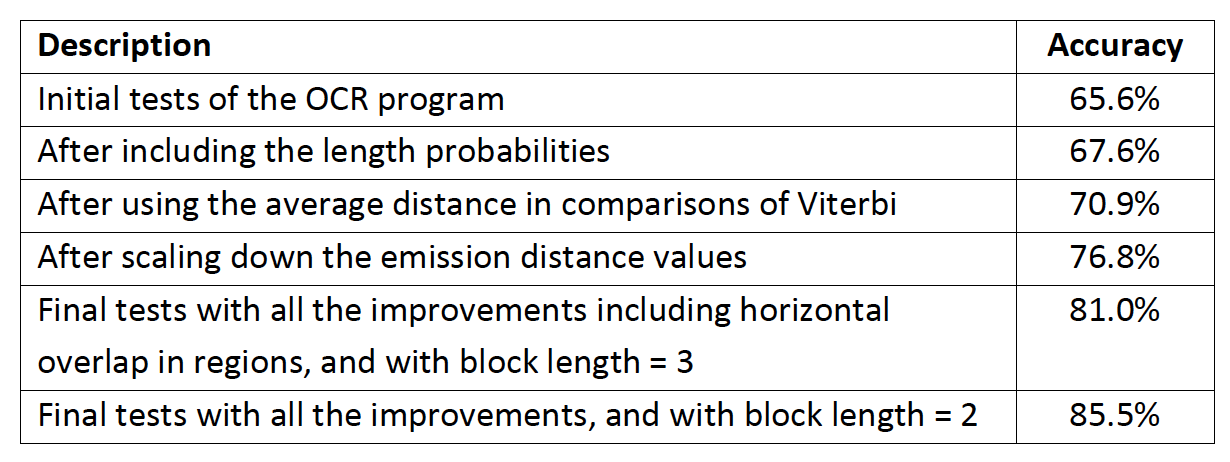 Description Accuracy
Initial tests of the OCR program 65.6%
After including the length probabilities 67.6%
After using the average distance in comparisons of Viterbi 70.9%
After scaling down the emission distance values 76.8%
Final tests with all the improvements including horizontal 81.0%
overlap in regions, and with block length = 3
Final tests with all the improvements, and with block length = 2 85.5%